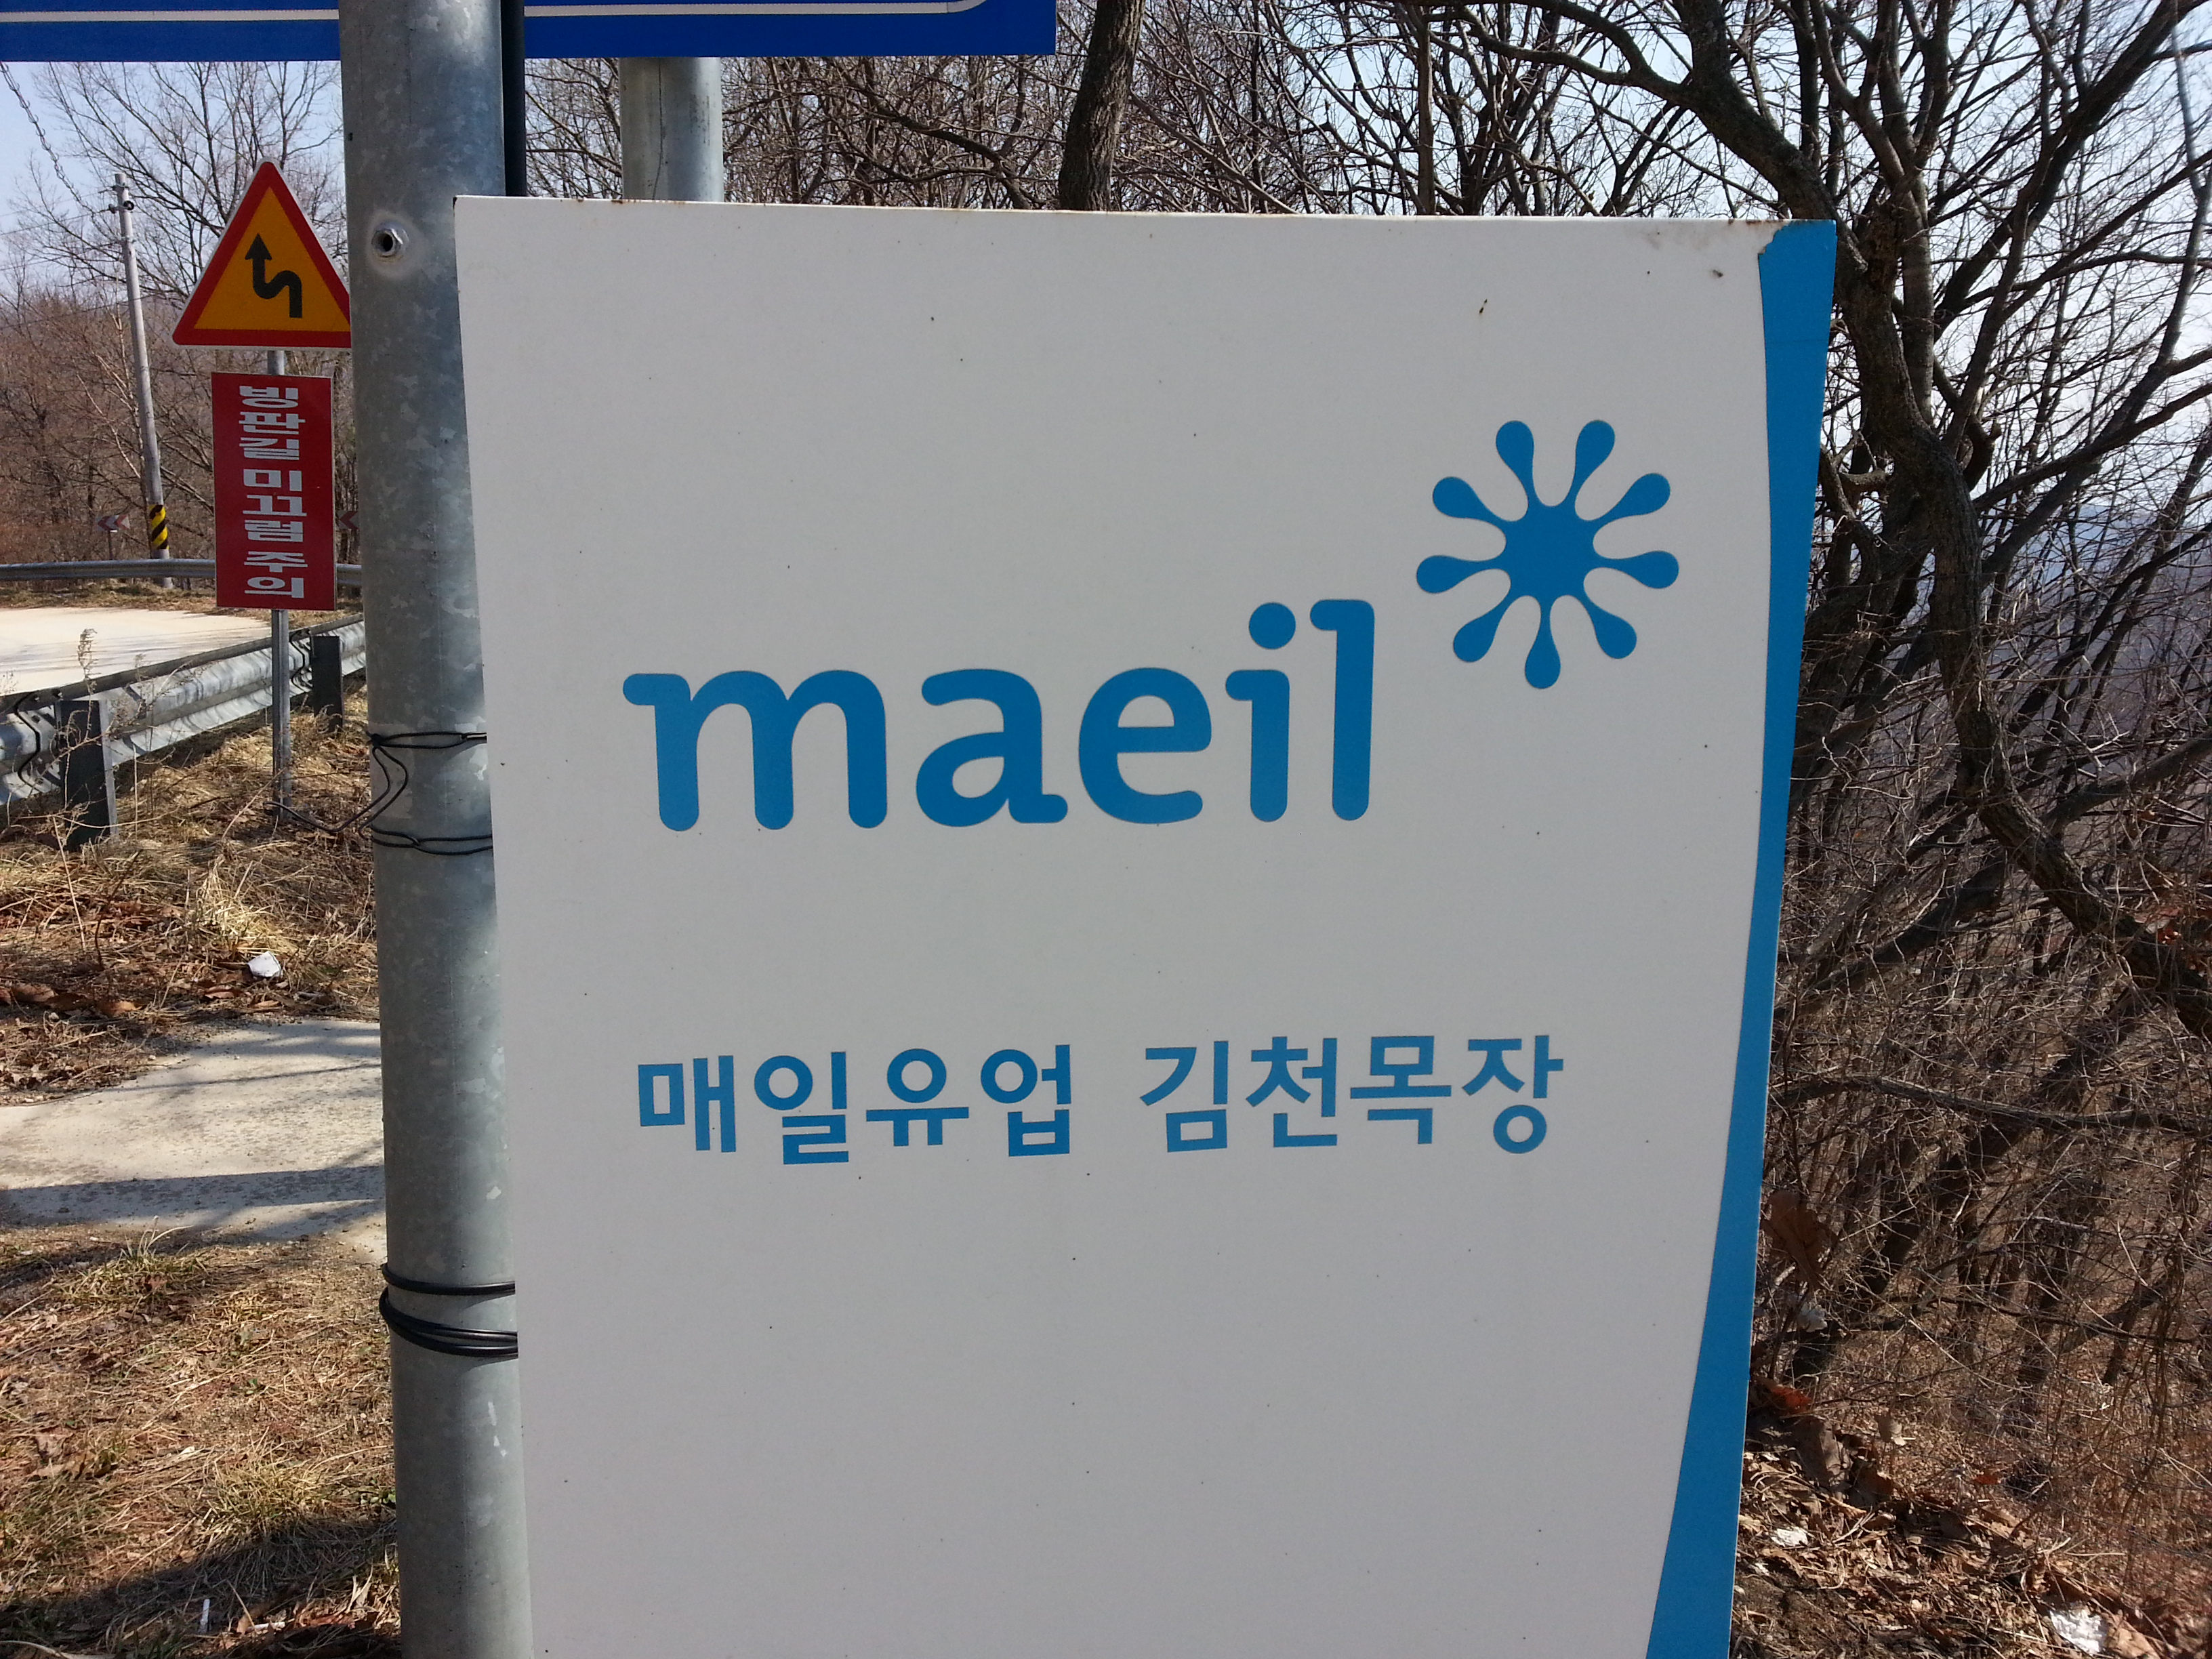 빙판길 미끄럼 주의
maeil
매일유업 김천목장